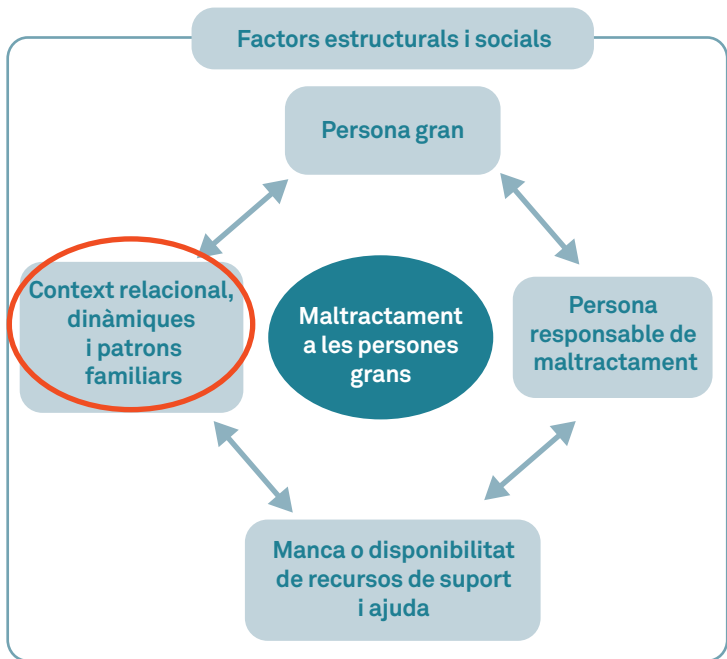 Factors estructurals i socials
Persona gran
Context relacional,
dinàmiques
i patrons
familiars
Maltractament
a les persones
grans
Persona
responsable de
maltractament
Manca o disponibilitat
de recursos de suport
i ajuda